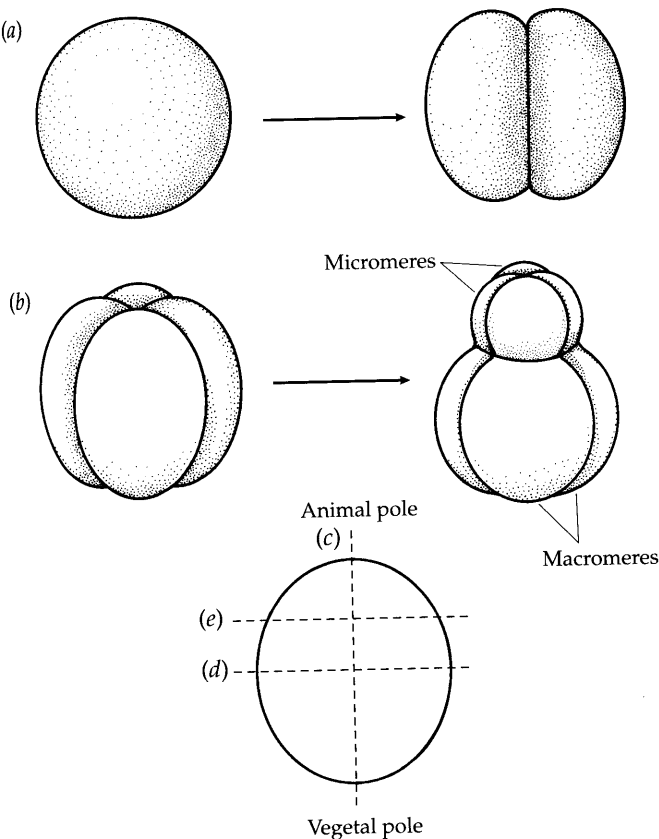 (a)
Micromeres
(b)
Animal pole
(c)
Macromeres
(e)
(d)
Vegetal pole